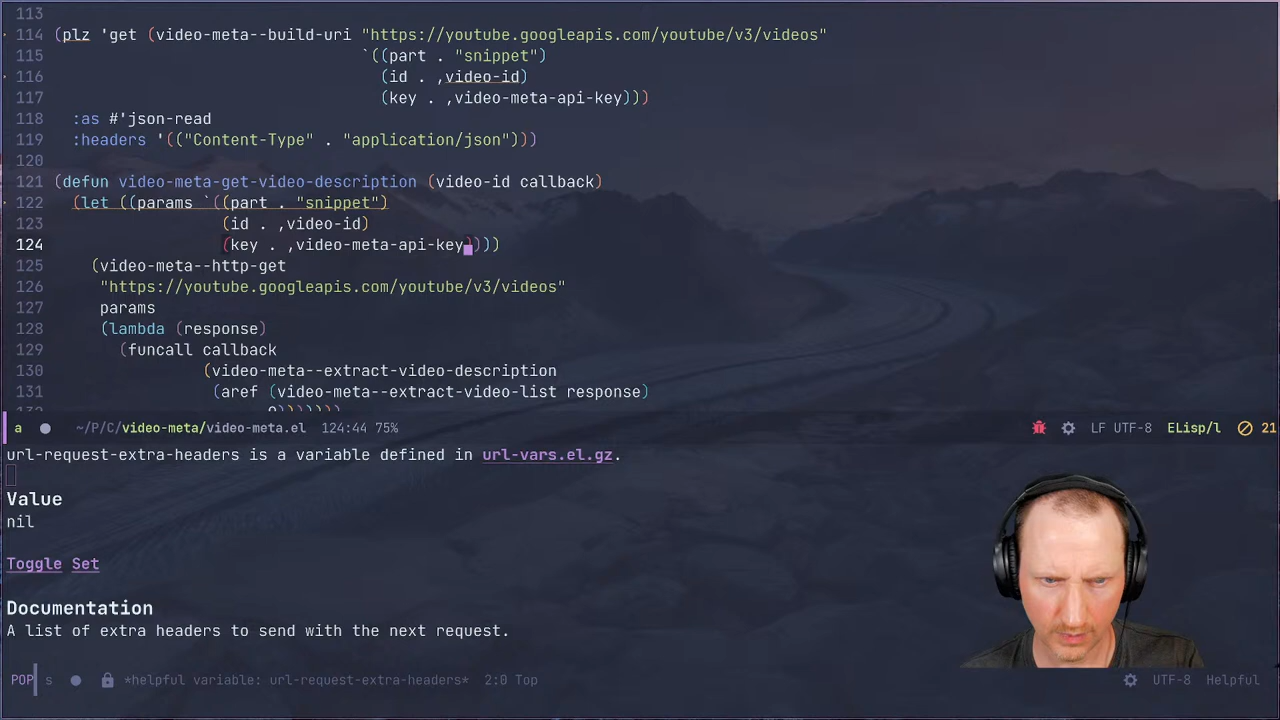 113
114 (plz 'get (video-meta--build-uri "https://youtube.googleapis.com/youtube/v3/videos"
115 `((part . "snippet")
116 (id . ,video-id)
117 (key . ,video-meta-api-key)))
118 :as #'json-read
119 :headers '(("Content-Type" . "application/json")))
120
121 (defun video-meta-get-video-description (video-id callback)
122 (let ((params `((part . "snippet")
123 (id . ,video-id)
124 (key . ,video-meta-api-key))))
125 (video-meta--http-get
126 "https://youtube.googleapis.com/youtube/v3/videos"
127 params
128 (lambda (response)
129 (funcall callback
130 (video-meta--extract-video-description
131 (aref (video-meta--extract-video-list response)
a ~/P/C/video-meta/video-meta.el 124:44 75% LF UTF-8 ELisp/l 21
url-request-extra-headers is a variable defined in url-vars.el.gz.
Value
nil
Toggle Set
Documentation
A list of extra headers to send with the next request.
POP s *helpful variable: url-request-extra-headers* 2:0 Top UTF-8 Helpful